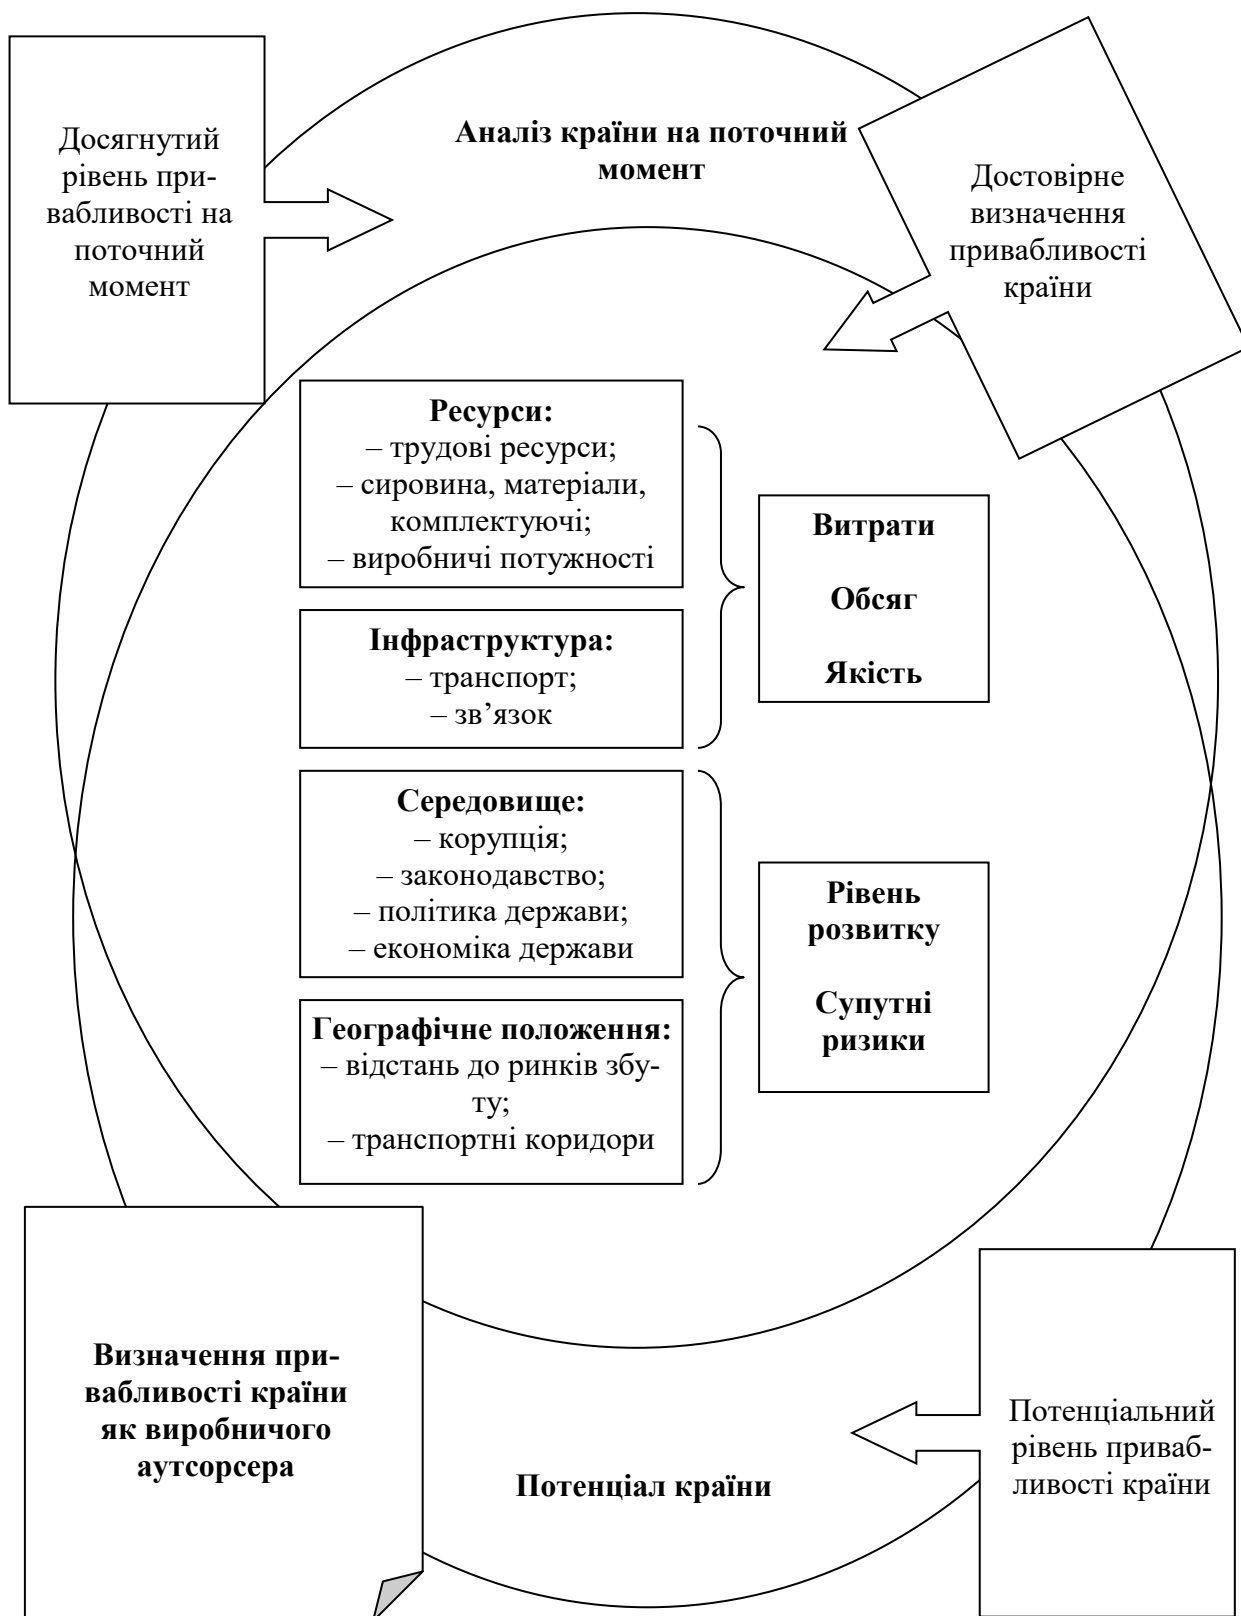 Досягнутий
рівень при-
вабливості на
поточний
момент
Аналіз країни на поточний
момент
Достовірне
визначення
привабливості
країни
Ресурси:
– трудові ресурси;
– сировина, матеріали,
комплектуючі;
– виробничі потужності
Інфраструктура:
– транспорт;
– зв’язок
Витрати
Обсяг
Якість
Середовище:
– корупція;
– законодавство;
– політика держави;
– економіка держави
Географічне положення:
– відстань до ринків збу-
ту;
– транспортні коридори
Рівень
розвитку
Супутні
ризики
Визначення при-
вабливості країни
як виробничого
аутсорсера
Потенціал країни
Потенціальний
рівень приваб-
ливості країни